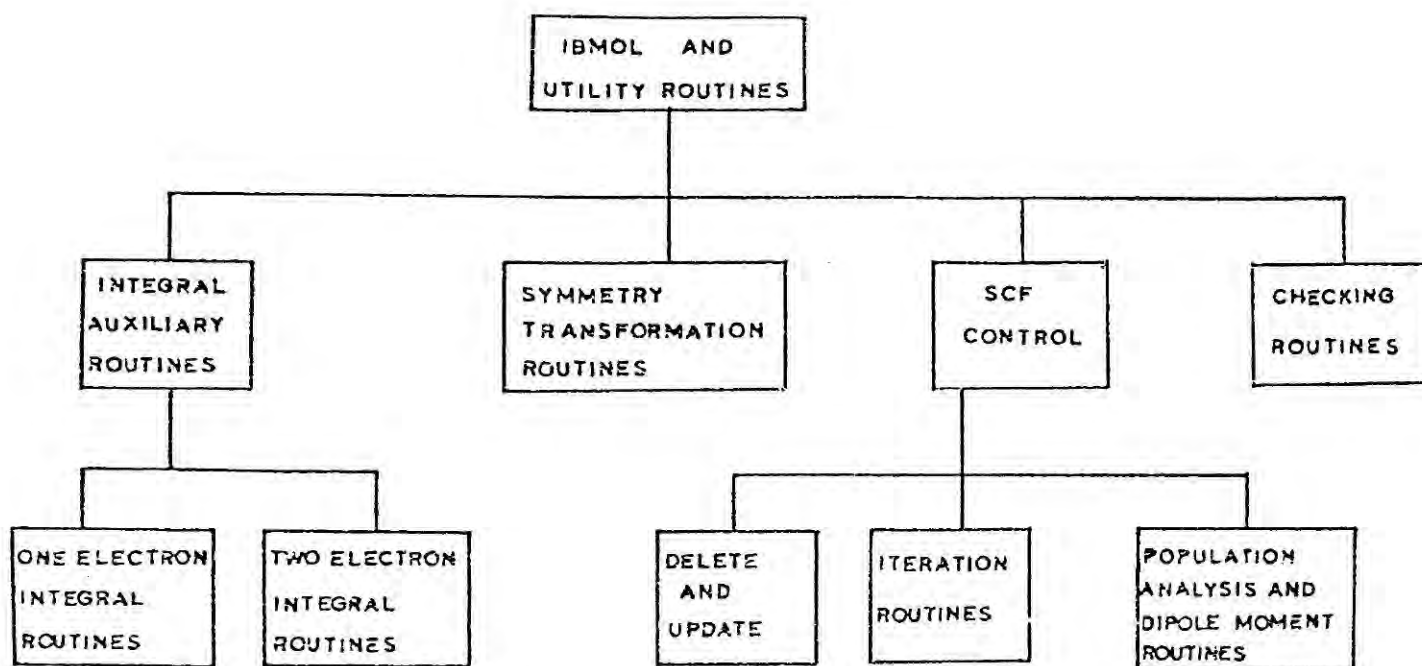 IBMOL AND
UTILITY ROUTINES
INTEGRAL
AUXILIARY
ROUTINES
SYMMETRY
TRANSFORMATION
ROUTINES
SCF
CONTROL
CHECKING
ROUTINES
ONE ELECTRON
INTEGRAL
ROUTINES
TWO ELECTRON
INTEGRAL
ROUTINES
DELETE
AND
UPDATE
ITERATION
ROUTINES
POPULATION
ANALYSIS AND
DIPOLE MOMENT
ROUTINES